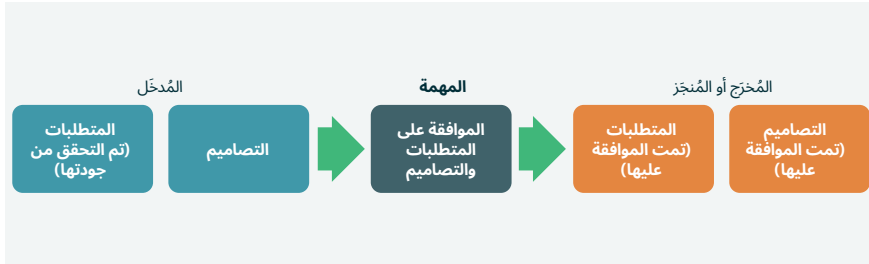 المُدخَل
المهمة
المُخرَج أو المُنجَز
المتطلبات
(تم التحقق من
جودتها)
التصاميم
الموافقة على
المتطلبات
والتصاميم
المتطلبات
(تمت الموافقة
عليها)
التصاميم
(تمت الموافقة
عليها)